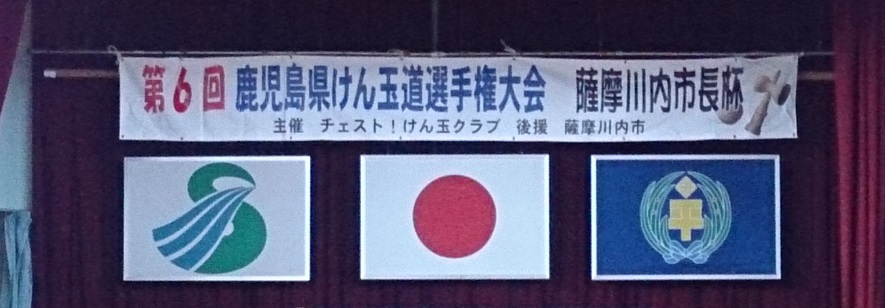 第6回 鹿児島県けん玉道選手権大会 薩摩川内市長杯
主催 チェスト!けん玉クラブ 後援 薩摩川内市
平